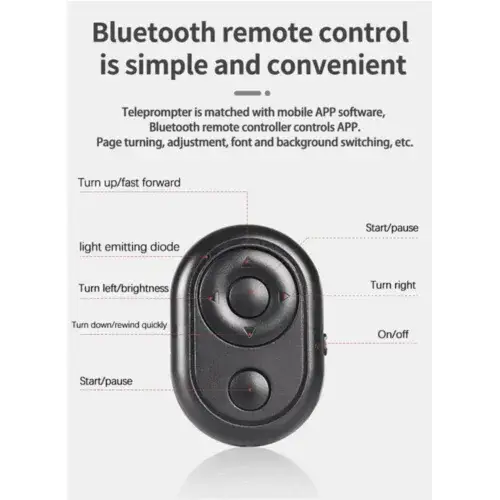 Bluetooth remote control
is simple and convenient
Teleprompter is matched with mobile APP software,
Bluetooth remote controller controls APP.
Page turning, adjustment, font and background switching, etc.
Turn up/fast forward
Start/pause
light emitting diode
Turn left/brightness
Turn right
Turn down/rewind quickly
On/off
Start/pause